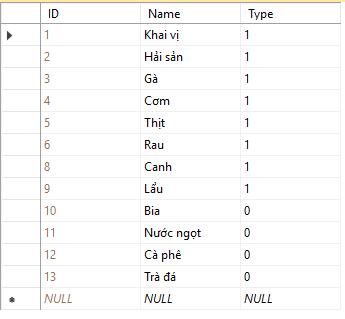 ID Name Type
1 Khai vị 1
2 Hải sản 1
3 Gà 1
4 Cơm 1
5 Thịt 1
6 Rau 1
8 Canh 1
9 Lẩu 1
10 Bia 0
11 Nước ngọt 0
12 Cà phê 0
13 Trà đá 0
NULL NULL NULL